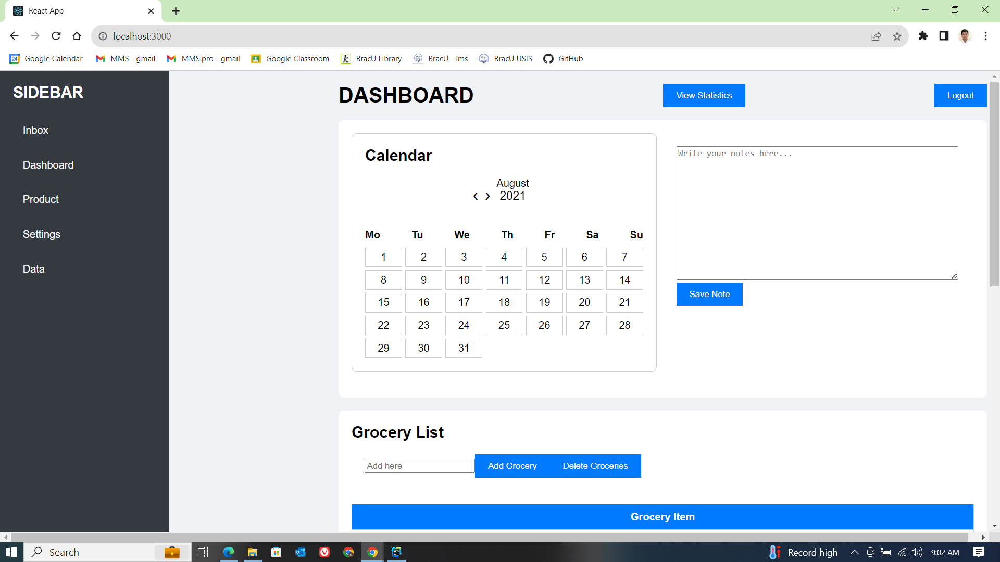 React App
localhost:3000
24 Google Calendar MMS - gmail MMS.pro - gmail Google Classroom k BracU Library BracU - lms BracU USIS GitHub
SIDEBAR
Inbox
Dashboard
Product
Settings
Data
DASHBOARD View Statistics Logout
Calendar
August
‹ › 2021
Mo Tu We Th Fr Sa Su
1 2 3 4 5 6 7
8 9 10 11 12 13 14
15 16 17 18 19 20 21
22 23 24 25 26 27 28
29 30 31
Write your notes here...
Save Note
Grocery List
Add here Add Grocery Delete Groceries
Grocery Item
Search WS Record high 9:02 AM